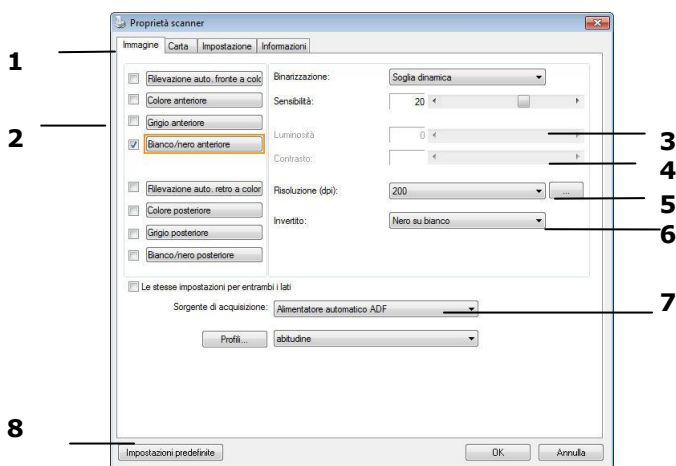 Proprietà scanner
Immagine Carta Impostazione Informazioni
1
Rilevazione auto. fronte a colo
Binarizzazione: Soglia dinamica
Colore anteriore
Sensibilità: 20
2
Grigio anteriore
Luminosità 0
3
Bianco/nero anteriore
Contrasto:
4
Rilevazione auto. retro a color
Risoluzione (dpi): 200 ...
5
Colore posteriore
Invertito: Nero su bianco
6
Grigio posteriore
Bianco/nero posteriore
Le stesse impostazioni per entrambi i lati
Sorgente di acquisizione: Alimentatore automatico ADF
7
Profili... abitudine
8
Impostazioni predefinite OK Annulla